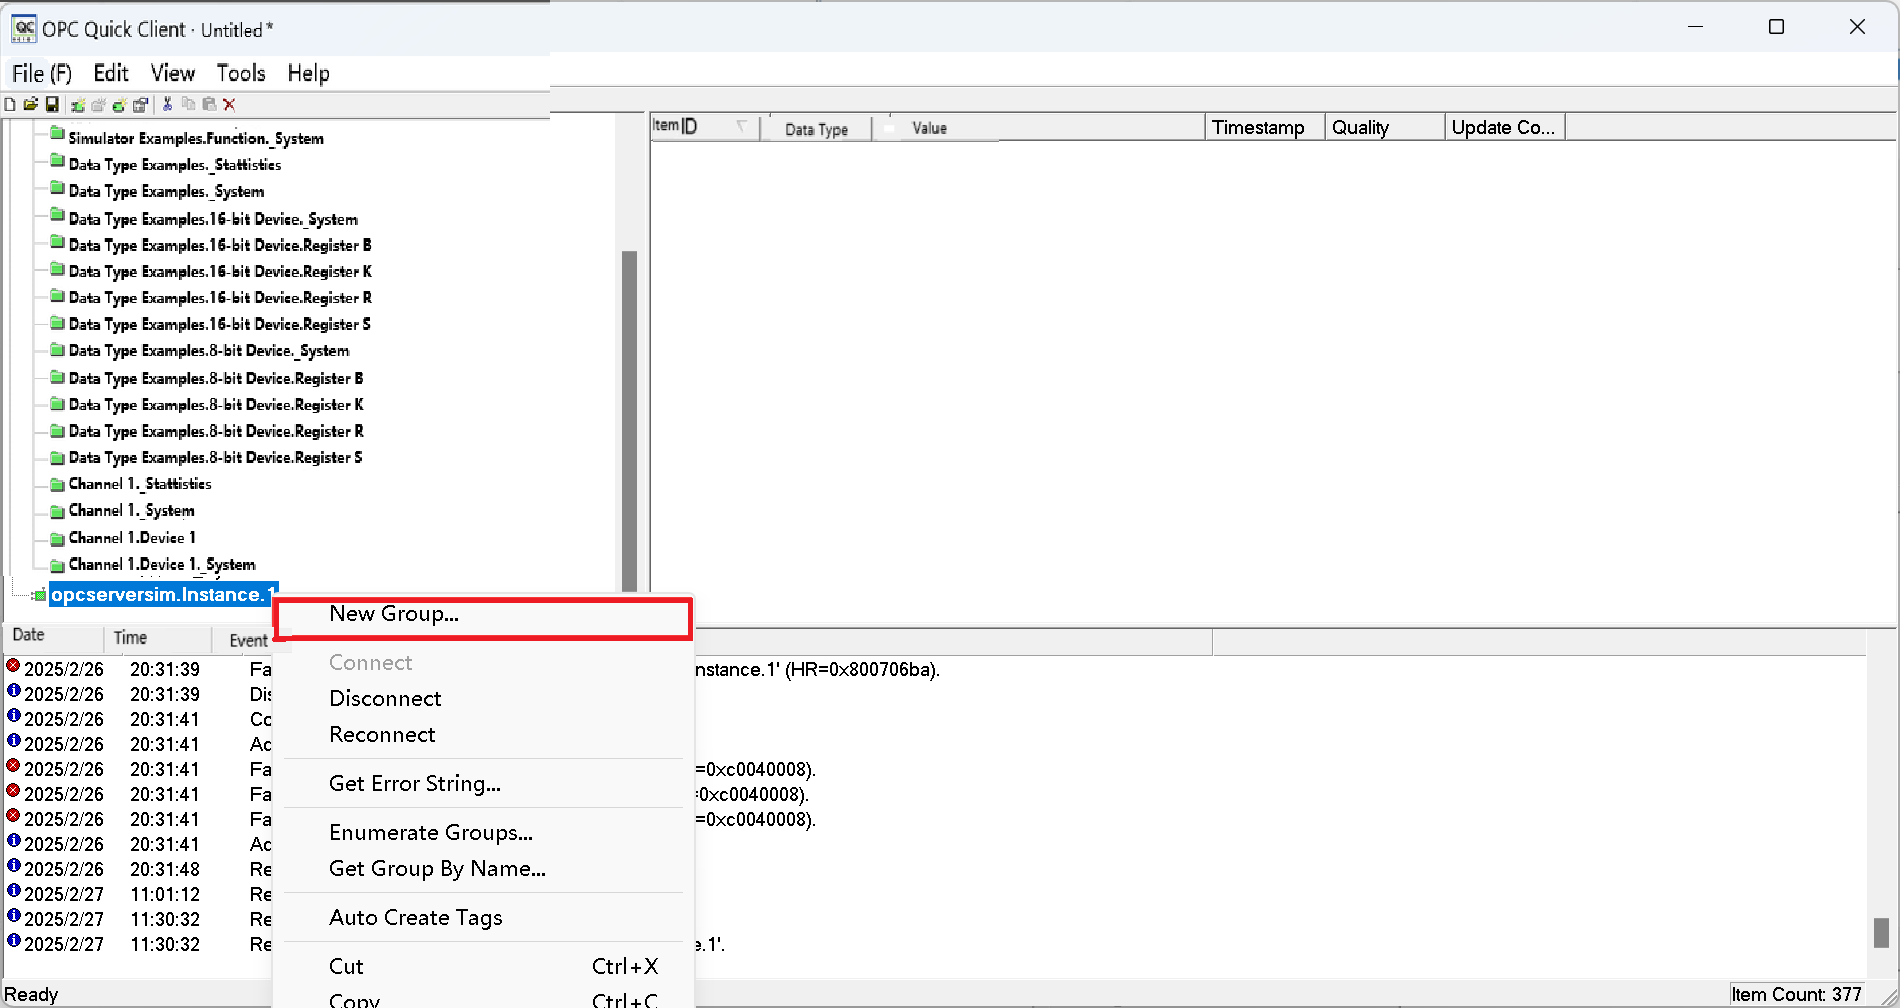 OPC Quick Client · Untitled *
File (F) Edit View Tools Help
Simulator Examples.Function._System
Data Type Examples._Stattistics
Data Type Examples._System
Data Type Examples.16-bit Device._System
Data Type Examples.16-bit Device.Register B
Data Type Examples.16-bit Device.Register K
Data Type Examples.16-bit Device.Register R
Data Type Examples.16-bit Device.Register S
Data Type Examples.8-bit Device._System
Data Type Examples.8-bit Device.Register B
Data Type Examples.8-bit Device.Register K
Data Type Examples.8-bit Device.Register R
Data Type Examples.8-bit Device.Register S
Channel 1._Stattistics
Channel 1._System
Channel 1.Device 1
Channel 1.Device 1._System
opcserversim.Instance.1
Item ID Data Type Value Timestamp Quality Update Co...
New Group...
Connect
Disconnect
Reconnect
Get Error String...
Enumerate Groups...
Get Group By Name...
Auto Create Tags
Cut Ctrl+X
Copy Ctrl+C
Date Time Event
2025/2/26 20:31:39 Fa nstance.1' (HR=0x800706ba).
2025/2/26 20:31:39 Dis
2025/2/26 20:31:41 Co
2025/2/26 20:31:41 Ad
2025/2/26 20:31:41 Fa =0xc0040008).
2025/2/26 20:31:41 Fa =0xc0040008).
2025/2/26 20:31:41 Fa =0xc0040008).
2025/2/26 20:31:41 Ad
2025/2/26 20:31:48 Re
2025/2/27 11:01:12 Re
2025/2/27 11:30:32 Re
2025/2/27 11:30:32 Re e.1'.
Ready Item Count: 377